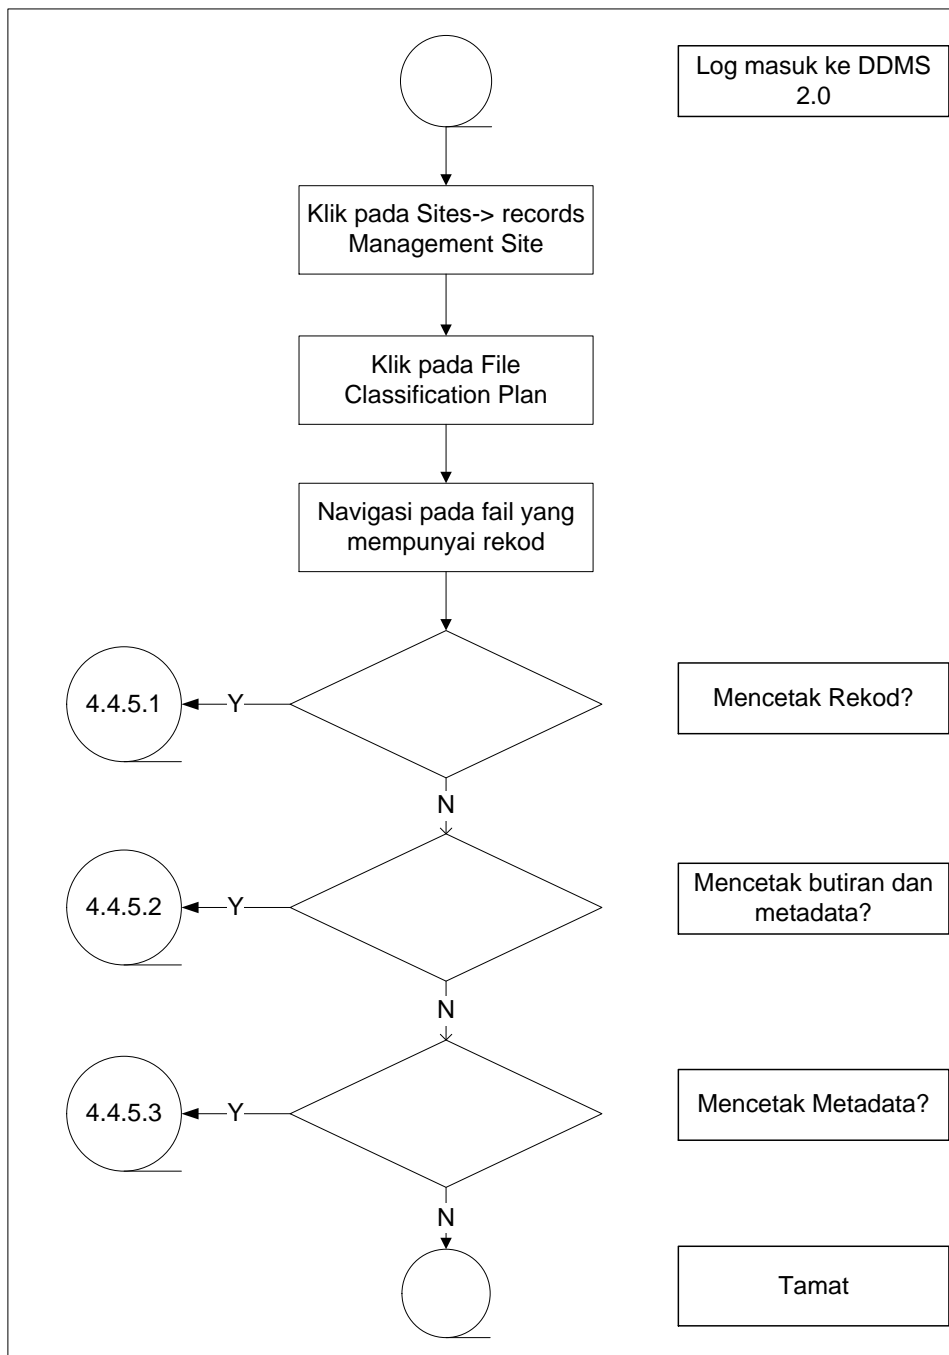 Log masuk ke DDMS
2.0
Klik pada Sites-> records
Management Site
Klik pada File
Classification Plan
Navigasi pada fail yang
mempunyai rekod
4.4.5.1
Y
Mencetak Rekod?
N
4.4.5.2
Y
Mencetak butiran dan
metadata?
N
4.4.5.3
Y
Mencetak Metadata?
N
Tamat